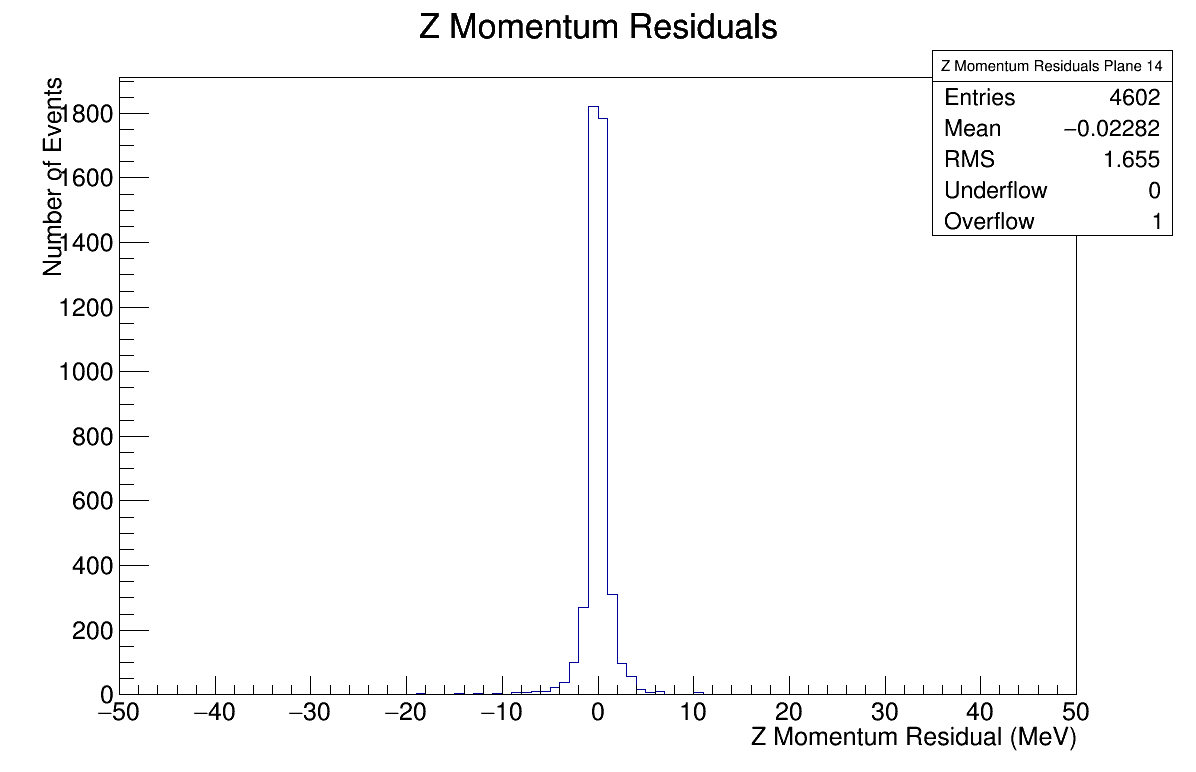 Z Momentum Residuals
Z Momentum Residuals Plane 14
Entries 4602
Mean −0.02282
RMS 1.655
Underflow 0
Overflow 1
Number of Events
1800
1600
1400
1200
1000
800
600
400
200
0
−50 −40 −30 −20 −10 0 10 20 30 40 50
Z Momentum Residual (MeV)